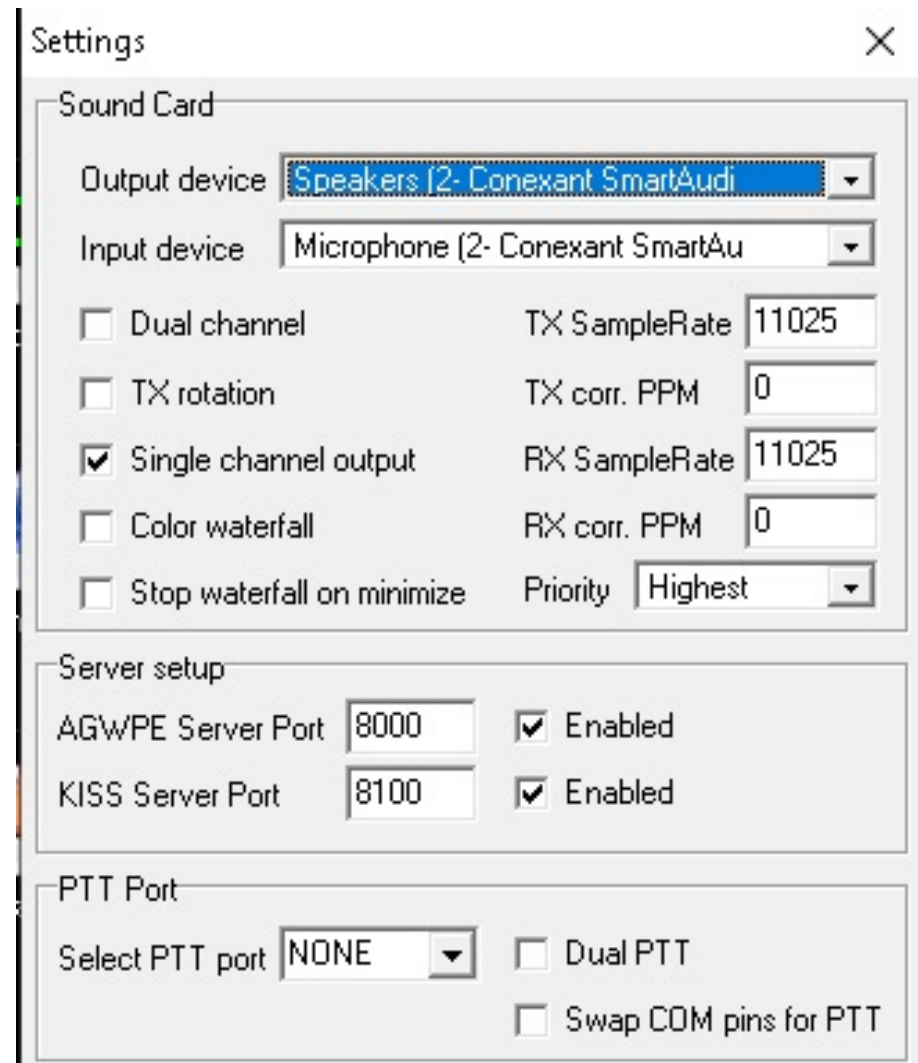 Settings
Sound Card
Output device Speakers (2- Conexant SmartAudi
Input device Microphone (2- Conexant SmartAu
Dual channel TX SampleRate 11025
TX rotation TX corr. PPM 0
Single channel output RX SampleRate 11025
Color waterfall RX corr. PPM 0
Stop waterfall on minimize Priority Highest
Server setup
AGWPE Server Port 8000 Enabled
KISS Server Port 8100 Enabled
PTT Port
Select PTT port NONE Dual PTT
Swap COM pins for PTT